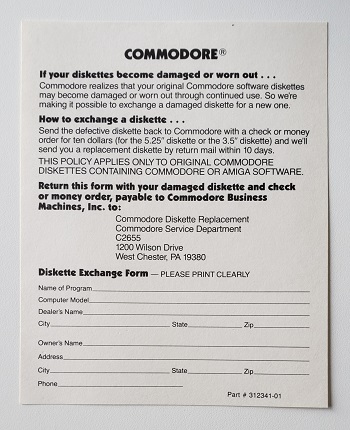 COMMODORE®
If your diskettes become damaged or worn out . . .
Commodore realizes that your original Commodore software diskettes
may become damaged or worn out through continued use. So we're
making it possible to exchange a damaged diskette for a new one.
How to exchange a diskette . . .
Send the defective diskette back to Commodore with a check or money
order for ten dollars (for the 5.25" diskette or the 3.5" diskette) and we'll
send you a replacement diskette by return mail within 10 days.
THIS POLICY APPLIES ONLY TO ORIGINAL COMMODORE
DISKETTES CONTAINING COMMODORE OR AMIGA SOFTWARE.
Return this form with your damaged diskette and check
or money order, payable to Commodore Business
Machines, Inc. to:
Commodore Diskette Replacement
Commodore Service Department
C2655
1200 Wilson Drive
West Chester, PA 19380
Diskette Exchange Form — PLEASE PRINT CLEARLY
Name of Program
Computer Model
Dealer's Name
City State Zip
Owner's Name
Address
City State Zip
Phone
Part # 312341-01